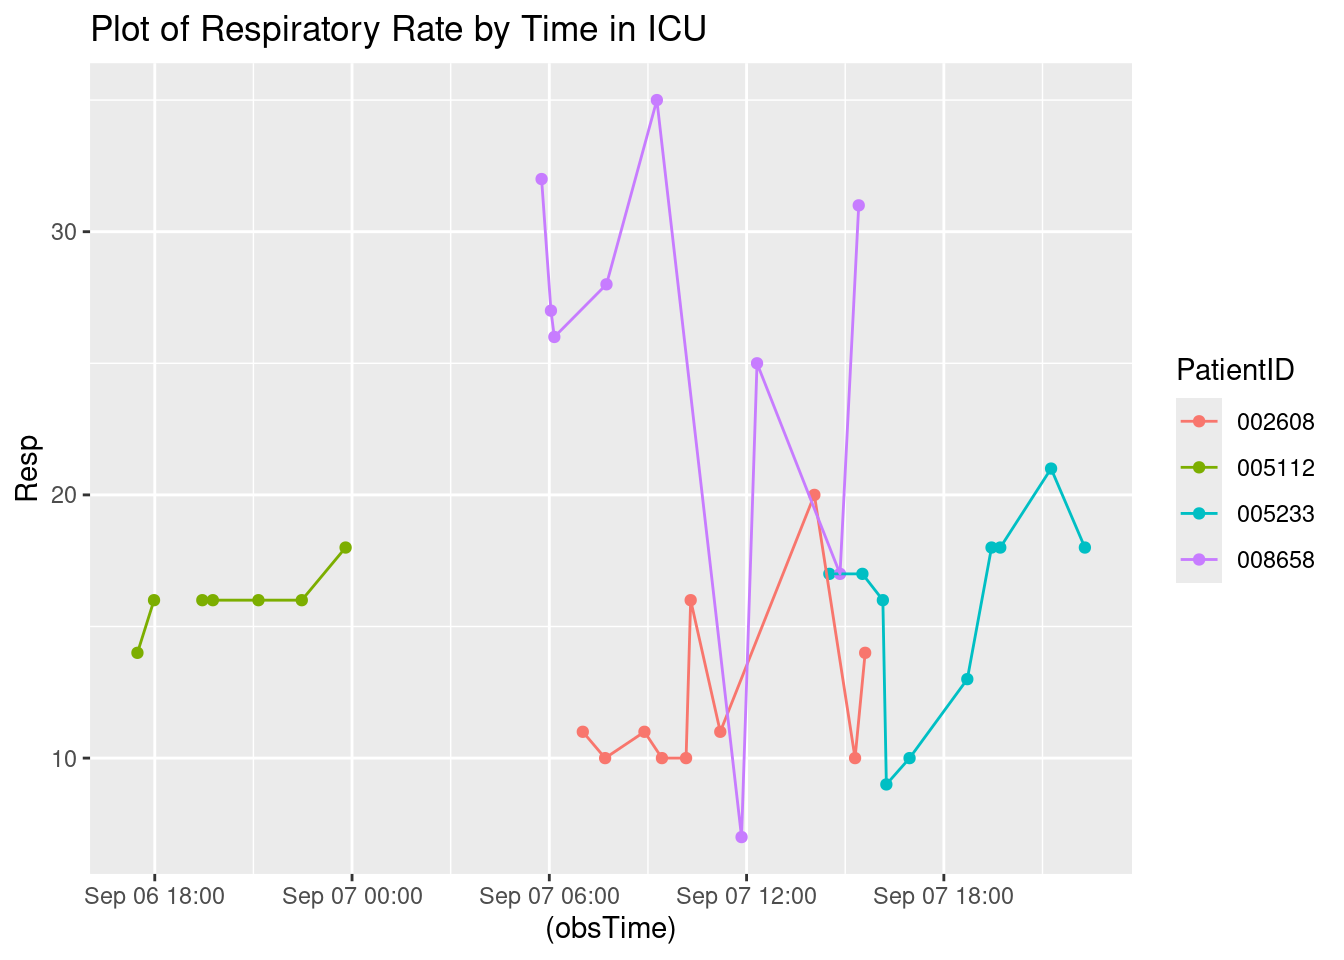 Plot of Respiratory Rate by Time in ICU
Resp
30
20
10
Sep 06 18:00
Sep 07 00:00
Sep 07 06:00
Sep 07 12:00
Sep 07 18:00
(obsTime)
PatientID
002608
005112
005233
008658